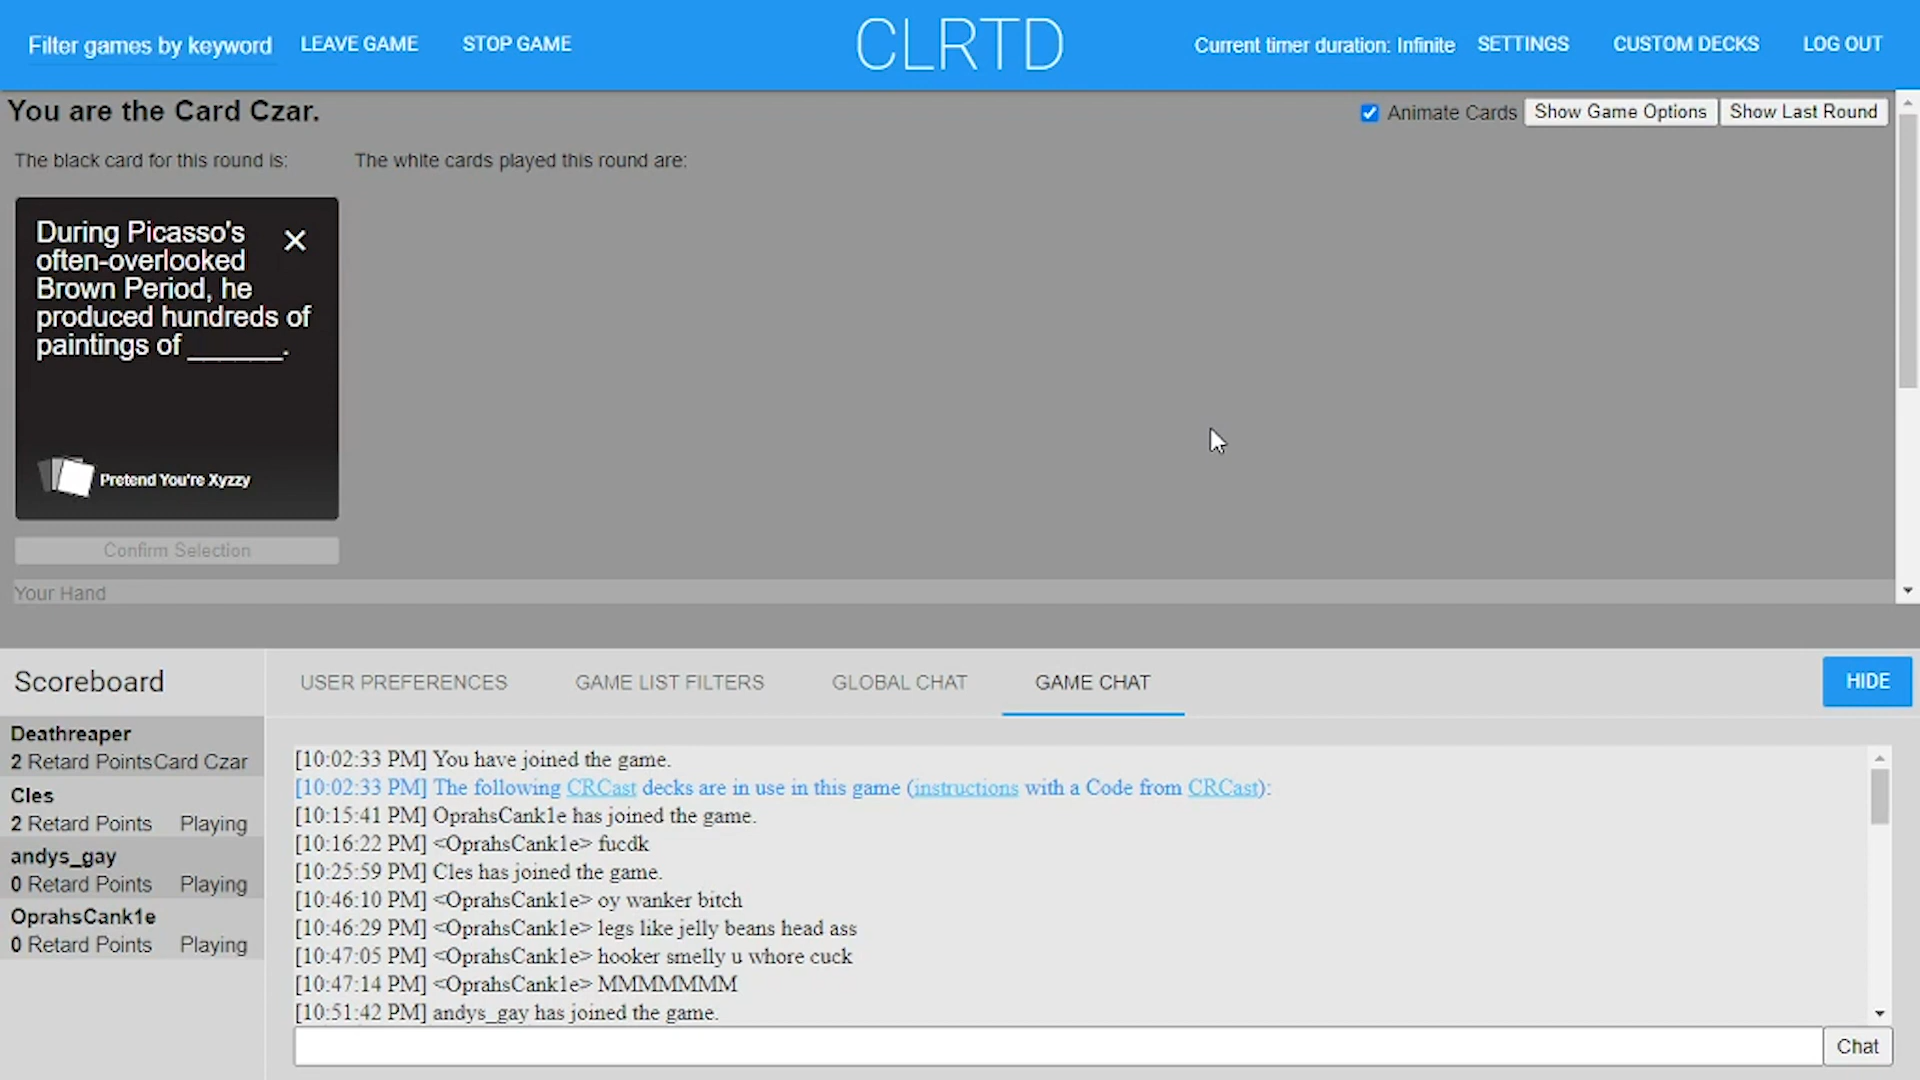 Filter games by keyword LEAVE GAME STOP GAME CLRTD Current timer duration: Infinite SETTINGS CUSTOM DECKS LOG OUT
You are the Card Czar. Animate Cards Show Game Options Show Last Round
The black card for this round is: The white cards played this round are:
During Picasso's
often-overlooked
Brown Period, he
produced hundreds of
paintings of ______.
Pretend You're Xyzzy
Confirm Selection
Your Hand
Scoreboard USER PREFERENCES GAME LIST FILTERS GLOBAL CHAT GAME CHAT HIDE
Deathreaper
2 Retard PointsCard Czar
Cles
2 Retard Points Playing
andys_gay
0 Retard Points Playing
OprahsCank1e
0 Retard Points Playing
[10:02:33 PM] You have joined the game.
[10:02:33 PM] The following CRCast decks are in use in this game (instructions with a Code from CRCast):
[10:15:41 PM] OprahsCank1e has joined the game.
[10:16:22 PM] <OprahsCank1e> fucdk
[10:25:59 PM] Cles has joined the game.
[10:46:10 PM] <OprahsCank1e> oy wanker bitch
[10:46:29 PM] <OprahsCank1e> legs like jelly beans head ass
[10:47:05 PM] <OprahsCank1e> hooker smelly u whore cuck
[10:47:14 PM] <OprahsCank1e> MMMMMMM
[10:51:42 PM] andys_gay has joined the game.
Chat